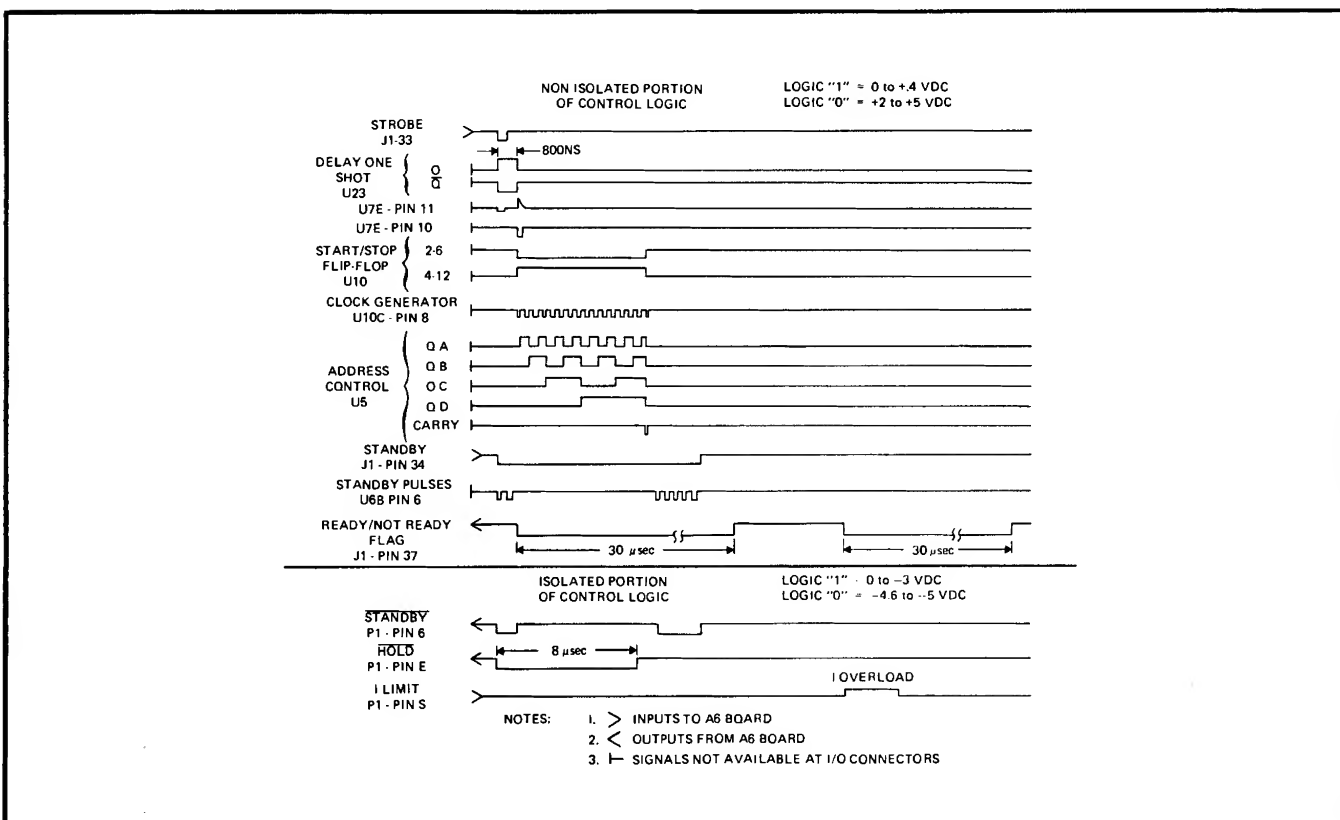 NON ISOLATED PORTION
OF CONTROL LOGIC
LOGIC "1" = 0 to +.4 VDC
LOGIC "0" = +2 to +5 VDC
STROBE
J1-33
800NS
DELAY ONE
SHOT
U23
Q
Q̅
U7E - PIN 11
U7E - PIN 10
START/STOP
FLIP-FLOP
U10
2-6
4-12
CLOCK GENERATOR
U10C - PIN 8
ADDRESS
CONTROL
U5
Q A
Q B
O C
Q D
CARRY
STANDBY
J1 - PIN 34
STANDBY PULSES
U6B PIN 6
READY/NOT READY
FLAG
J1 - PIN 37
30 µsec
30 µsec
ISOLATED PORTION
OF CONTROL LOGIC
LOGIC "1" - 0 to -3 VDC
LOGIC "0" = -4.6 to -5 VDC
STANDBY
P1 - PIN 6
HOLD
P1 - PIN E
8 µsec
I LIMIT
P1 - PIN S
I OVERLOAD
NOTES:
1. > INPUTS TO A6 BOARD
2. < OUTPUTS FROM A6 BOARD
3. ⊢ SIGNALS NOT AVAILABLE AT I/O CONNECTORS